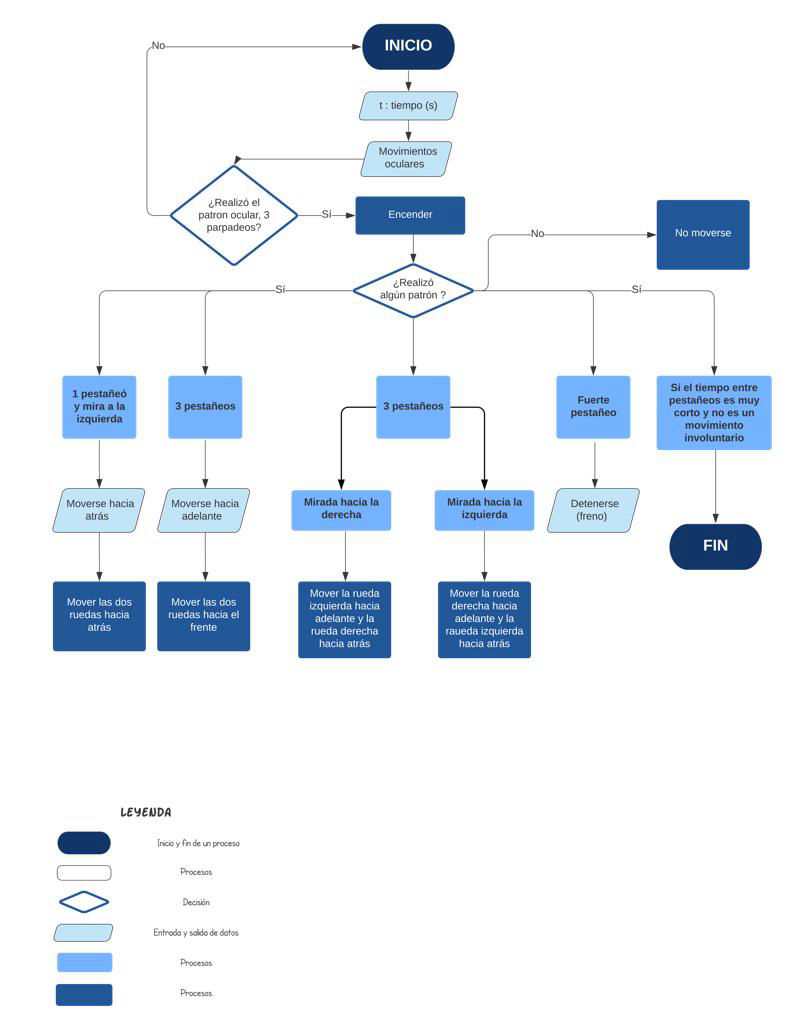 No
INICIO
t : tiempo (s)
Movimientos
oculares
¿Realizó el
patron ocular, 3
parpadeos?
Sí
Encender
No
No moverse
¿Realizó
algún patrón ?
Sí
Sí
1 pestañeó
y mira a la
izquierda
3 pestañeos
3 pestañeos
Fuerte
pestañeo
Si el tiempo entre
pestañeos es muy
corto y no es un
movimiento
involuntario
Moverse hacia
atrás
Moverse hacia
adelante
Mirada hacia la
derecha
Mirada hacia la
izquierda
Detenerse
(freno)
FIN
Mover las dos
ruedas hacia
atrás
Mover las dos
ruedas hacia el
frente
Mover la rueda
izquierda hacia
adelante y la
rueda derecha
hacia atrás
Mover la rueda
derecha hacia
adelante y la
raueda izquierda
hacia atrás
LEYENDA
Inicio y fin de un proceso
Procesos
Decisión
Entrada y salida de datos
Procesos
Procesos